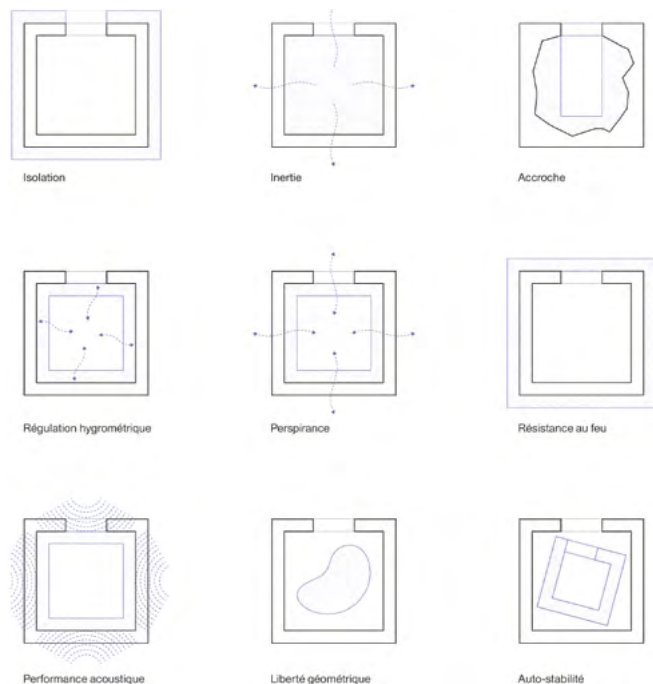 Isolation
Inertie
Accroche
Régulation hygrométrique
Perspirance
Résistance au feu
Performance acoustique
Liberté géométrique
Auto-stabilité